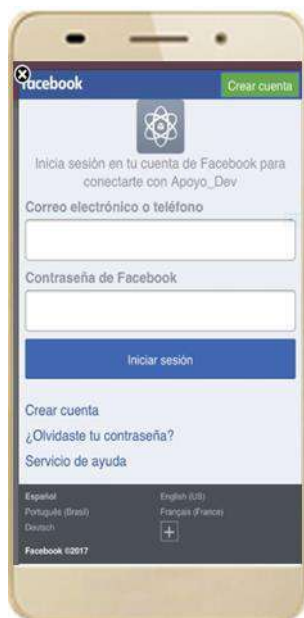 facebook
Crear cuenta
Inicia sesión en tu cuenta de Facebook para
conectarte con Apoyo_Dev
Correo electrónico o teléfono
Contraseña de Facebook
Iniciar sesión
Crear cuenta
¿Olvidaste tu contraseña?
Servicio de ayuda
Español
English (US)
Português (Brasil)
Français (France)
Deutsch
Facebook ©2017